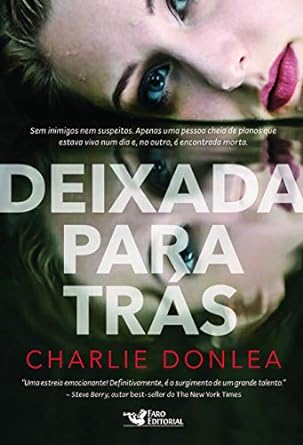 Sem inimigos nem suspeitos. Apenas uma pessoa cheia de planos que
estava viva num dia e, no outro, é encontrada morta.
DEIXADA
PARA
TRÁS
CHARLIE DONLEA
"Uma estreia emocionante! Definitivamente, é o surgimento de um grande talento."
– Steve Berry, autor best-seller do The New York Times
FARO
EDITORIAL